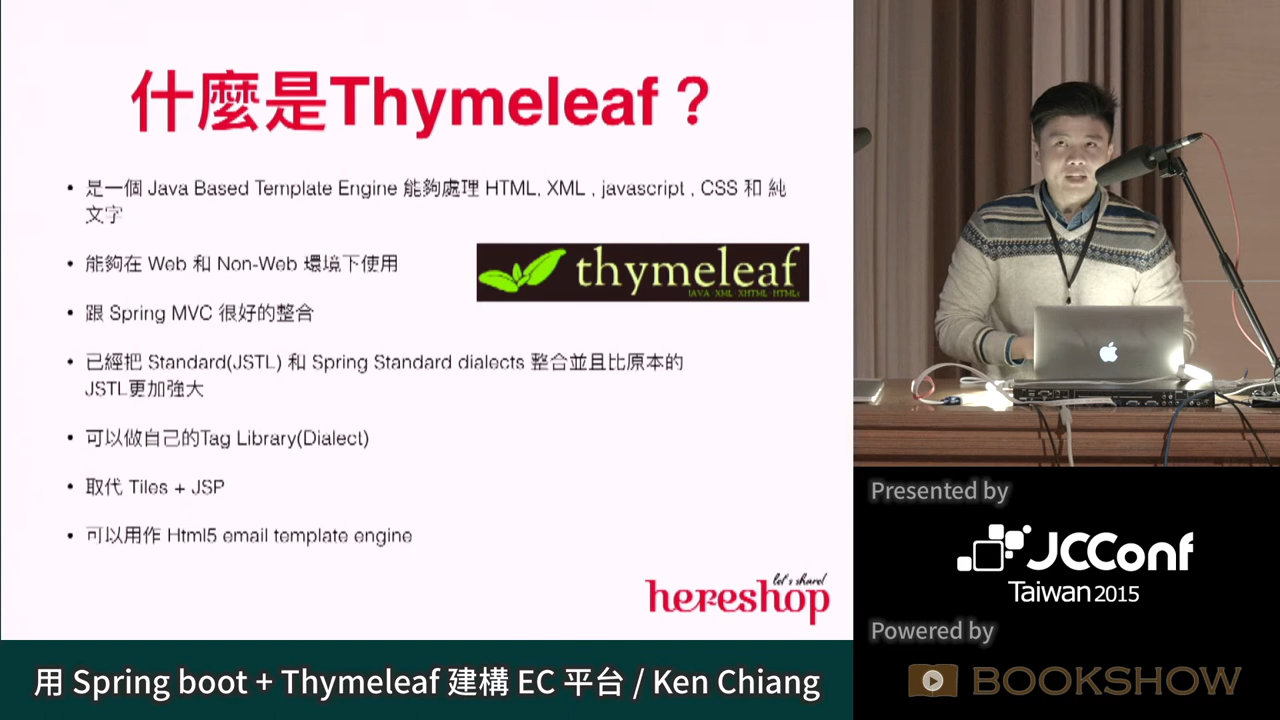 什麼是Thymeleaf？
• 是一個 Java Based Template Engine 能夠處理 HTML, XML , javascript , CSS 和 純
文字
• 能夠在 Web 和 Non-Web 環境下使用
thymeleaf
JAVA · XML · XHTML · HTML5
• 跟 Spring MVC 很好的整合
• 已經把 Standard(JSTL) 和 Spring Standard dialects 整合並且比原本的
JSTL更加強大
• 可以做自己的Tag Library(Dialect)
• 取代 Tiles + JSP
• 可以用作 Html5 email template engine
let's share!
hereshop
用 Spring boot + Thymeleaf 建構 EC 平台 / Ken Chiang
Presented by
JCConf
Taiwan 2015
Powered by
BOOKSHOW